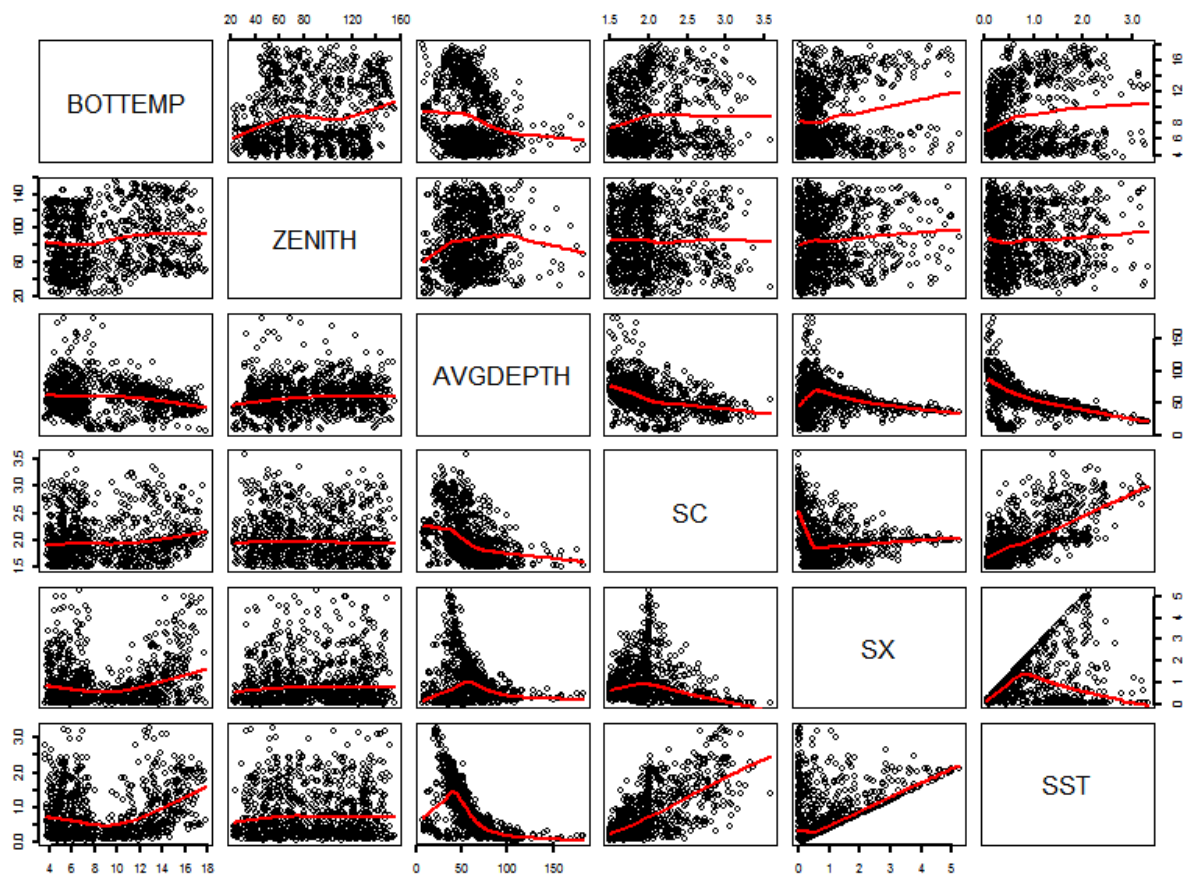 20 40 60 80 120 160
1.5 2.0 2.5 3.0 3.5
0.0 1.0 2.0 3.0
BOTTEMP
4 6 8 12 16
20 60 100 140
ZENITH
AVGDEPTH
0 50 100 150
1.5 2.0 2.5 3.0 3.5
SC
SX
0 1 2 3 4 5
0.0 1.0 2.0 3.0
SST
4 6 8 10 12 14 16 18
0 50 100 150
0 1 2 3 4 5